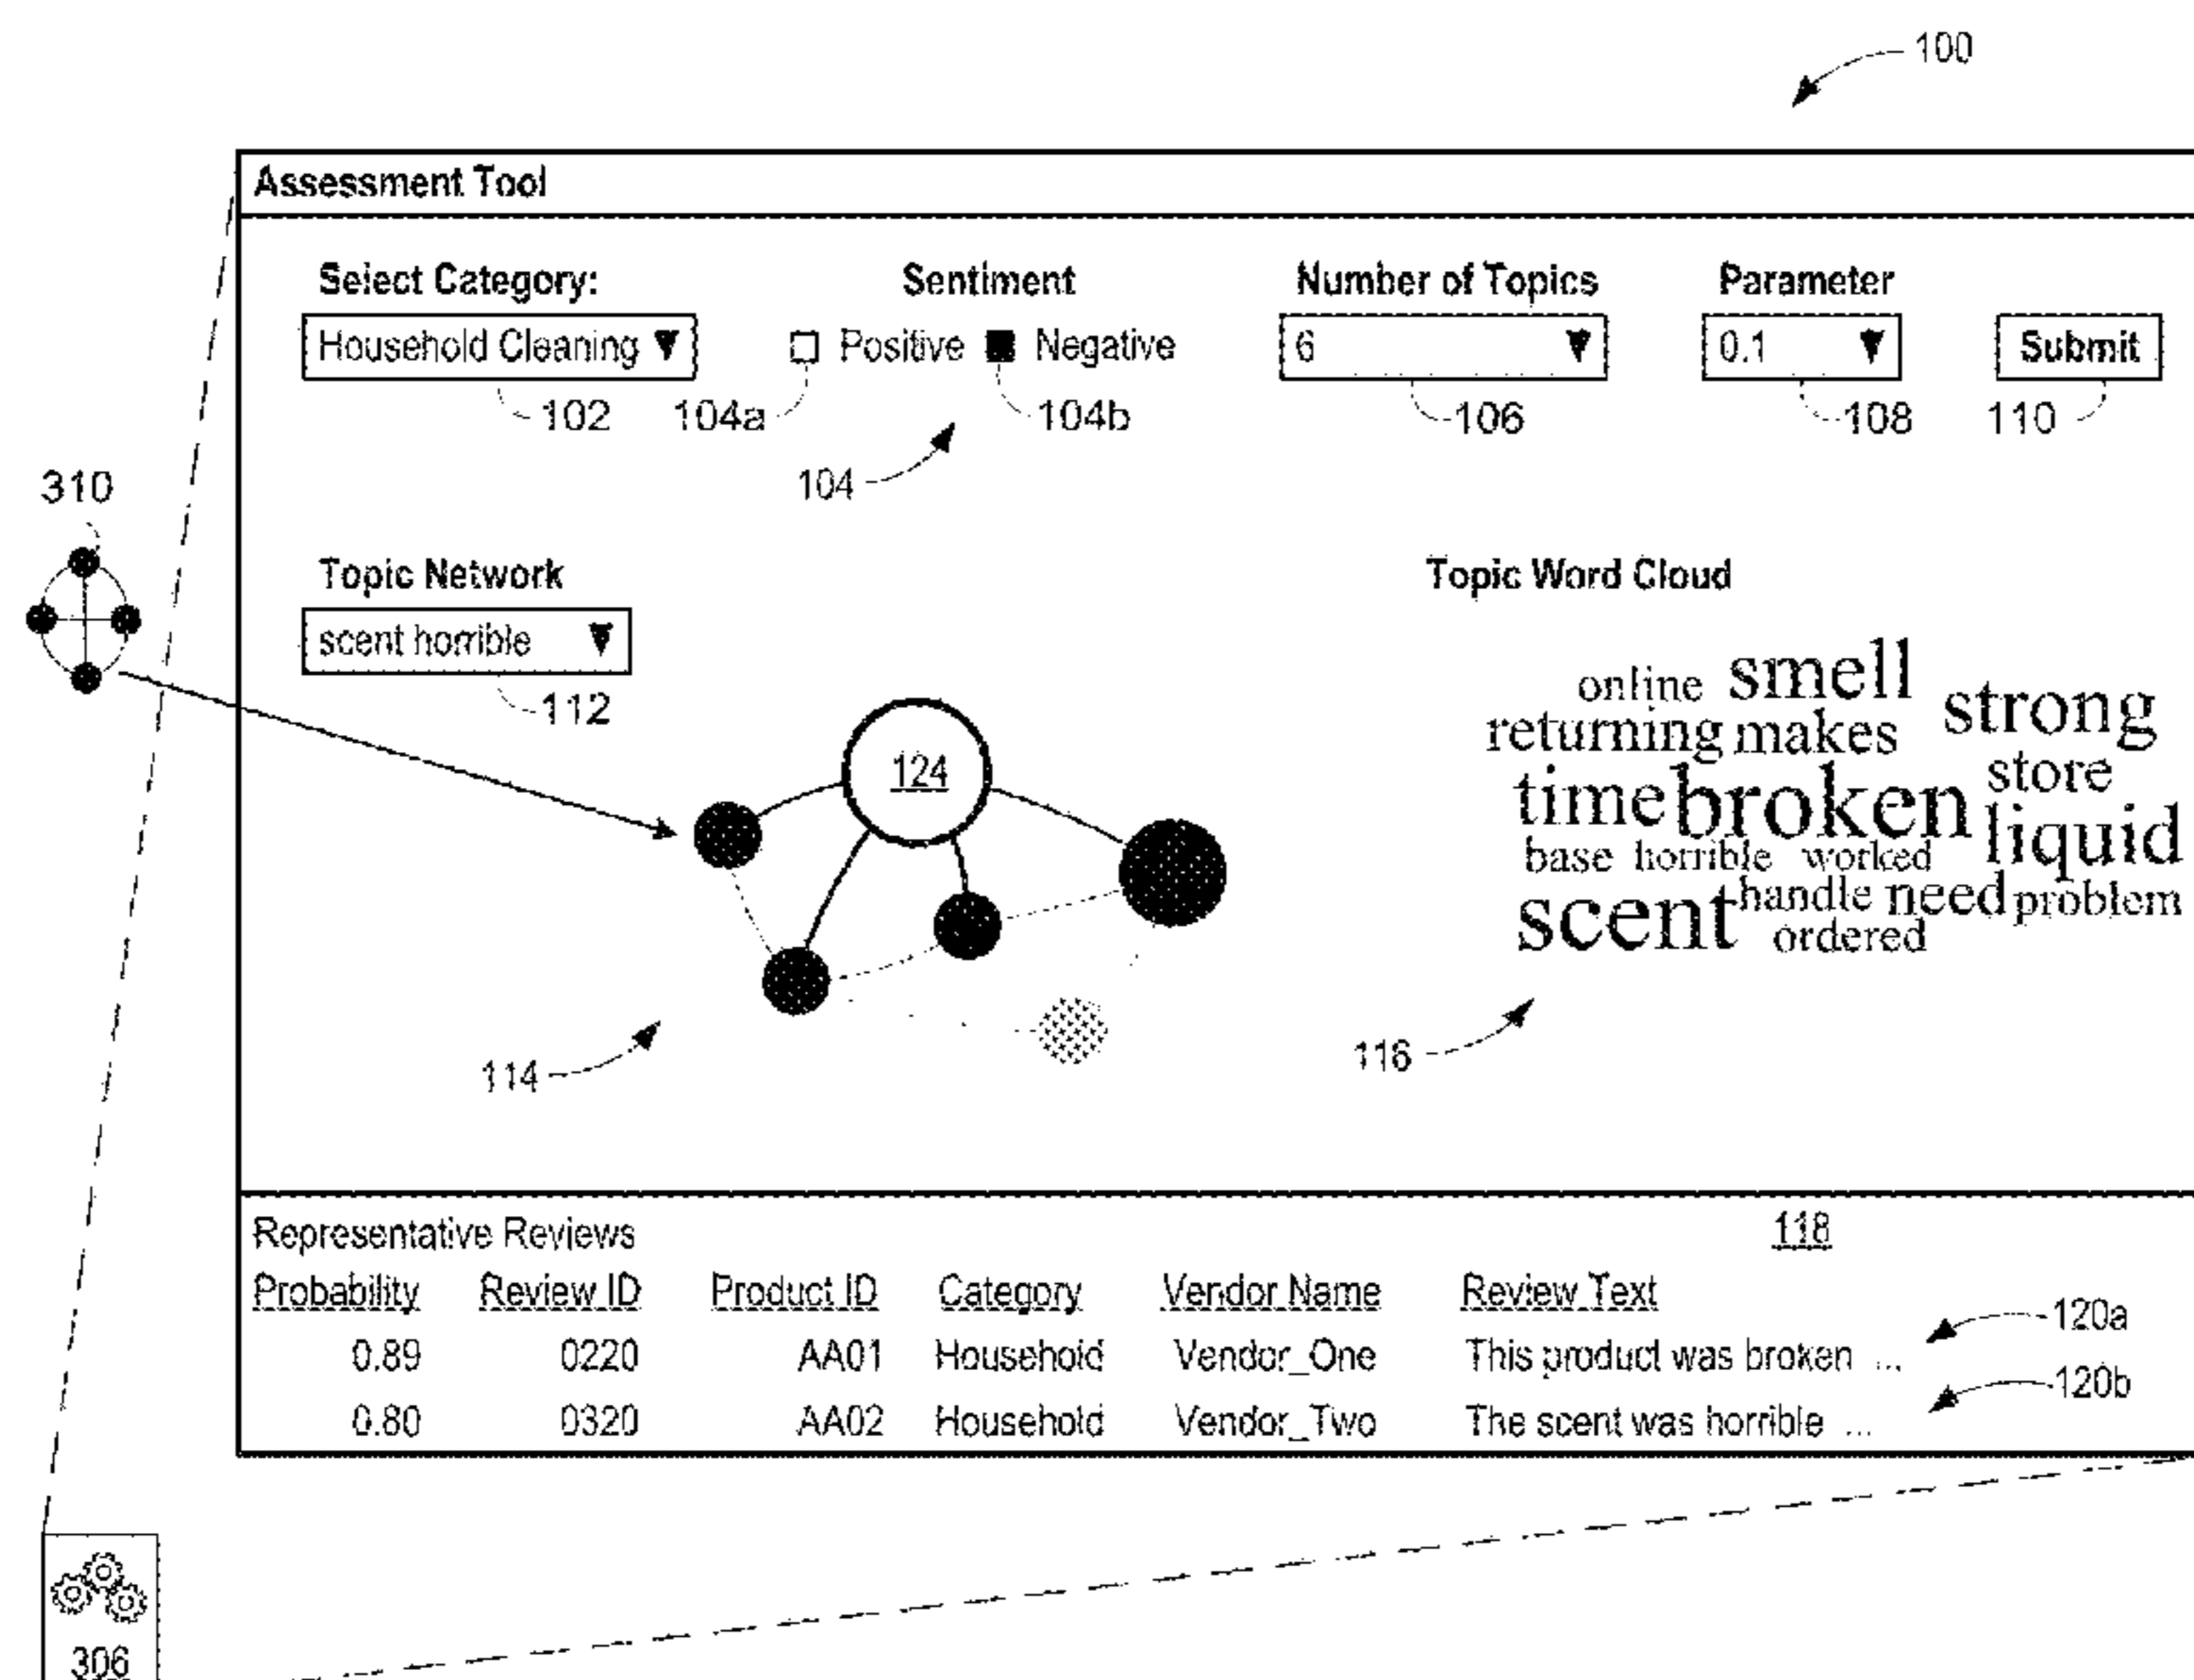 100
Assessment Tool
Select Category: Sentiment Number of Topics Parameter
Household Cleaning ▼ Positive Negative 6 ▼ 0.1 ▼ Submit
102 104a 104b 106 108 110
104
310
Topic Network Topic Word Cloud
scent horrible ▼
112
124
online smell
strong
returning makes
store
time broken
liquid
base horrible worked
scent handle need problem
ordered
114
116
Representative Reviews 118
Probability Review ID Product ID Category Vendor Name Review Text
120a
0.89 0220 AA01 Household Vendor_One This product was broken ...
120b
0.80 0320 AA02 Household Vendor_Two The scent was horrible ...
306